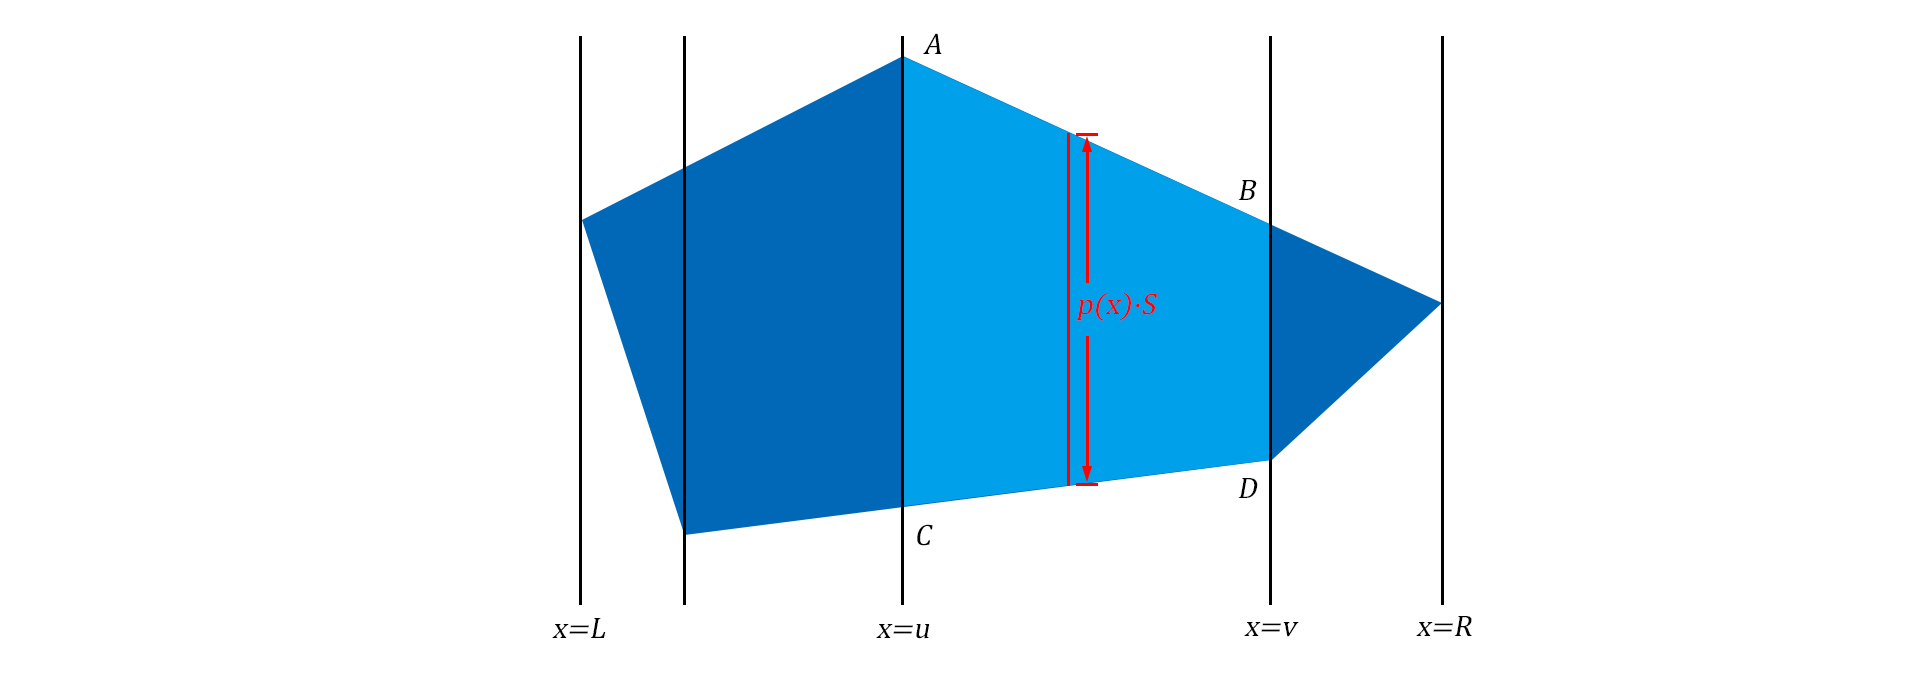 A
B
p(x)·S
D
C
x=L
x=u
x=v
x=R